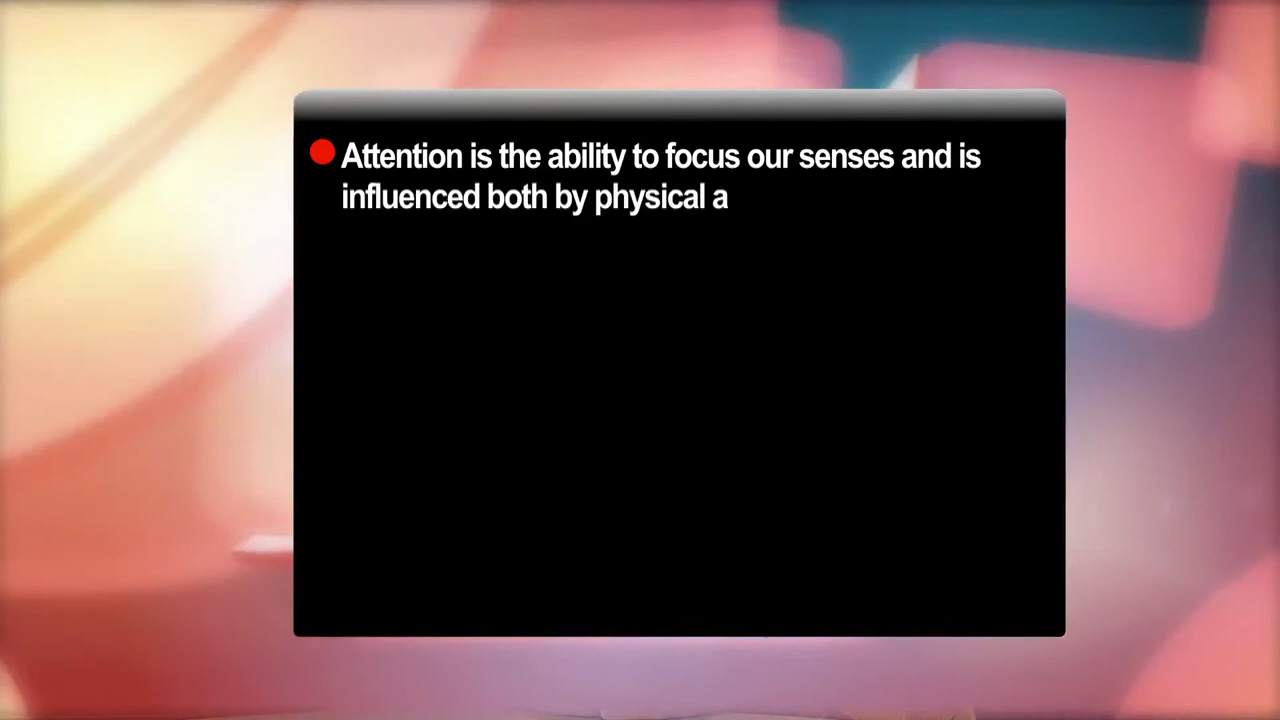 Attention is the ability to focus our senses and is
influenced both by physical a